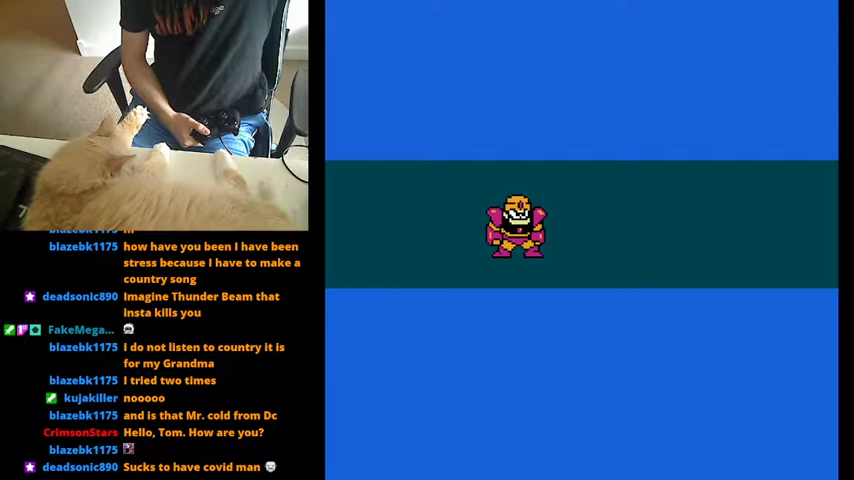 blazebk1175 how have you been I have been
stress because I have to make a
country song
deadsonic890 Imagine Thunder Beam that
insta kills you
FakeMega...
blazebk1175 I do not listen to country it is
for my Grandma
blazebk1175 I tried two times
kujakiller nooooo
blazebk1175 and is that Mr. cold from Dc
CrimsonStars Hello, Tom. How are you?
blazebk1175
deadsonic890 Sucks to have covid man